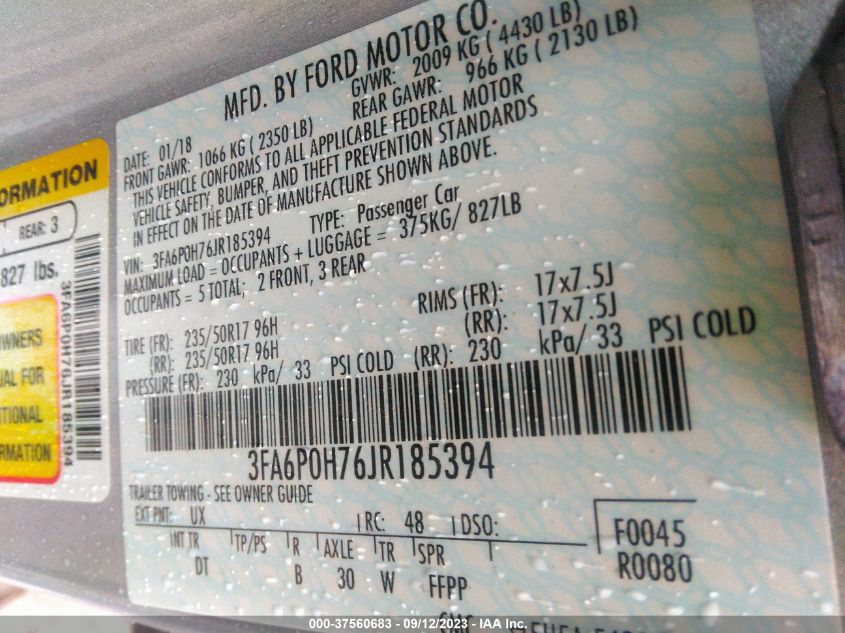 MFD. BY FORD MOTOR CO.
DATE: 01/18 GVWR: 2009 KG ( 4430 LB)
FRONT GAWR: 1066 KG ( 2350 LB) REAR GAWR: 966 KG ( 2130 LB)
THIS VEHICLE CONFORMS TO ALL APPLICABLE FEDERAL MOTOR
VEHICLE SAFETY, BUMPER, AND THEFT PREVENTION STANDARDS
IN EFFECT ON THE DATE OF MANUFACTURE SHOWN ABOVE.
VIN: 3FA6P0H76JR185394 TYPE: Passenger Car
MAXIMUM LOAD = OCCUPANTS + LUGGAGE = 375KG/ 827LB
OCCUPANTS = 5 TOTAL; 2 FRONT, 3 REAR
TIRE (FR): 235/50R17 96H RIMS (FR): 17x7.5J
(RR): 235/50R17 96H (RR): 17x7.5J
PRESSURE (FR): 230 kPa/ 33 PSI COLD (RR): 230 kPa/ 33 PSI COLD
3FA6P0H76JR185394
TRAILER TOWING - SEE OWNER GUIDE
EXT PNT: UX RC: 48 DSO:
INT TR TP/PS R AXLE TR SPR
DT B 30 W FFPP
F0045
R0080
REAR: 3
827 lbs.
3FA6P0H76JR185394
000-37560683 - 09/12/2023 - IAA Inc.